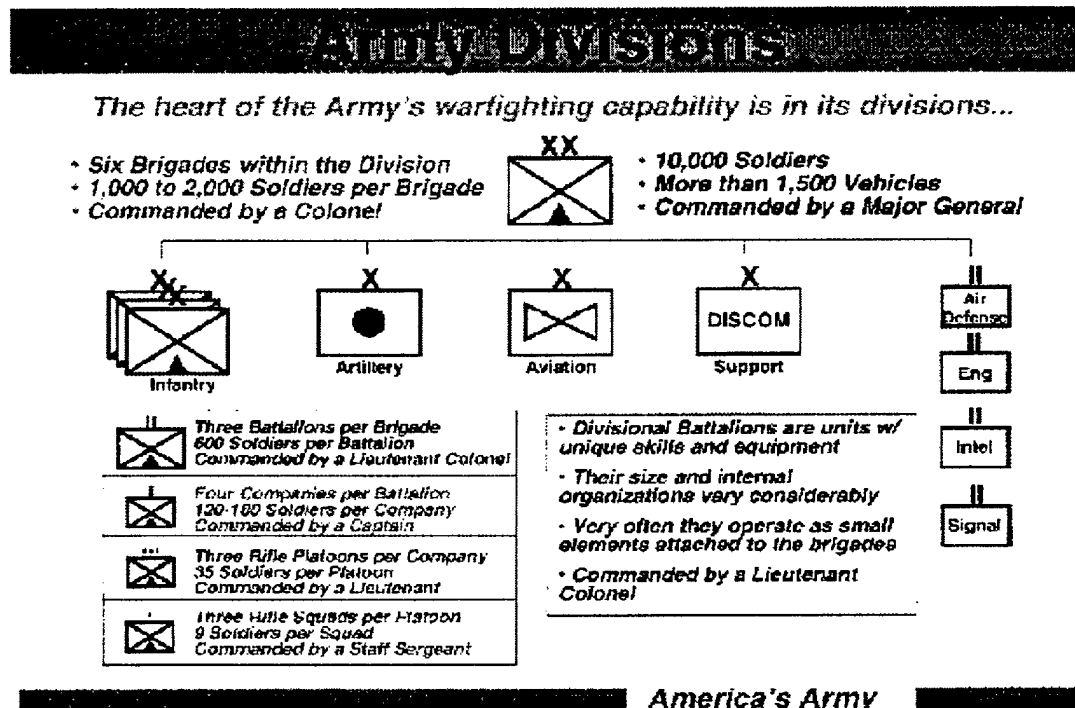 Army Divisions
The heart of the Army's warfighting capability is in its divisions...
• Six Brigades within the Division
• 1,000 to 2,000 Soldiers per Brigade
• Commanded by a Colonel
XX
• 10,000 Soldiers
• More than 1,500 Vehicles
• Commanded by a Major General
X X X
Infantry
X
Artillery
X
Aviation
X
DISCOM
Support
II
Air
Defense
II
Eng
II
Intel
II
Signal
II
Three Battalions per Brigade
600 Soldiers per Battalion
Commanded by a Lieutenant Colonel
I
Four Companies per Battalion
Soldiers per Company
Commanded by a Captain
Three Rifle Platoons per Company
35 Soldiers per Platoon
Commanded by a Lieutenant
Three Rifle Squads per Platoon
9 Soldiers per Squad
Commanded by a Staff Sergeant
• Divisional Battalions are units w/
unique skills and equipment
• Their size and internal
organizations vary considerably
• Very often they operate as small
elements attached to the brigades
• Commanded by a Lieutenant
Colonel
America's Army